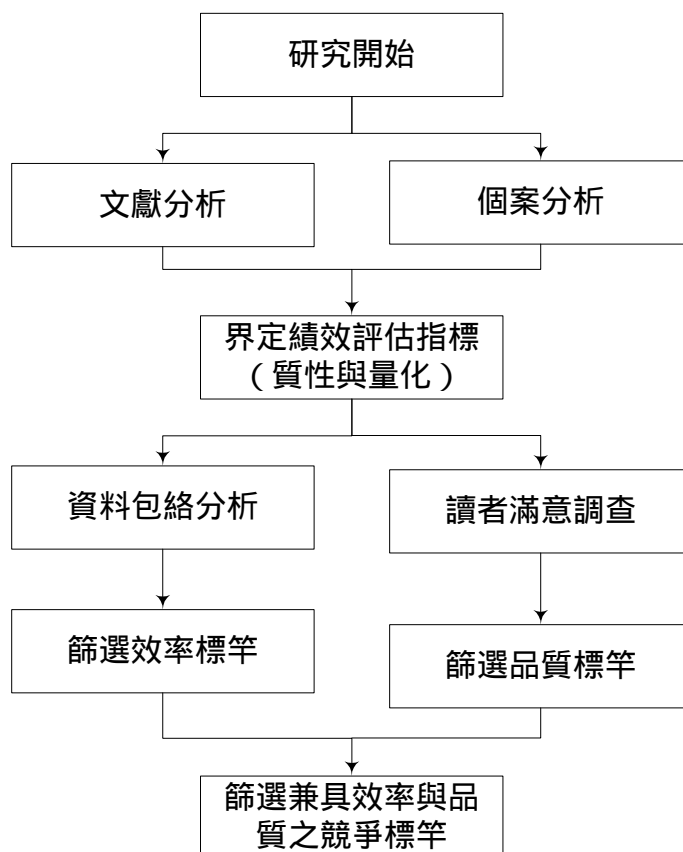 研究開始
文獻分析
個案分析
界定績效評估指標
(質性與量化)
資料包絡分析
讀者滿意調查
篩選效率標竿
篩選品質標竿
篩選兼具效率與品
質之競爭標竿